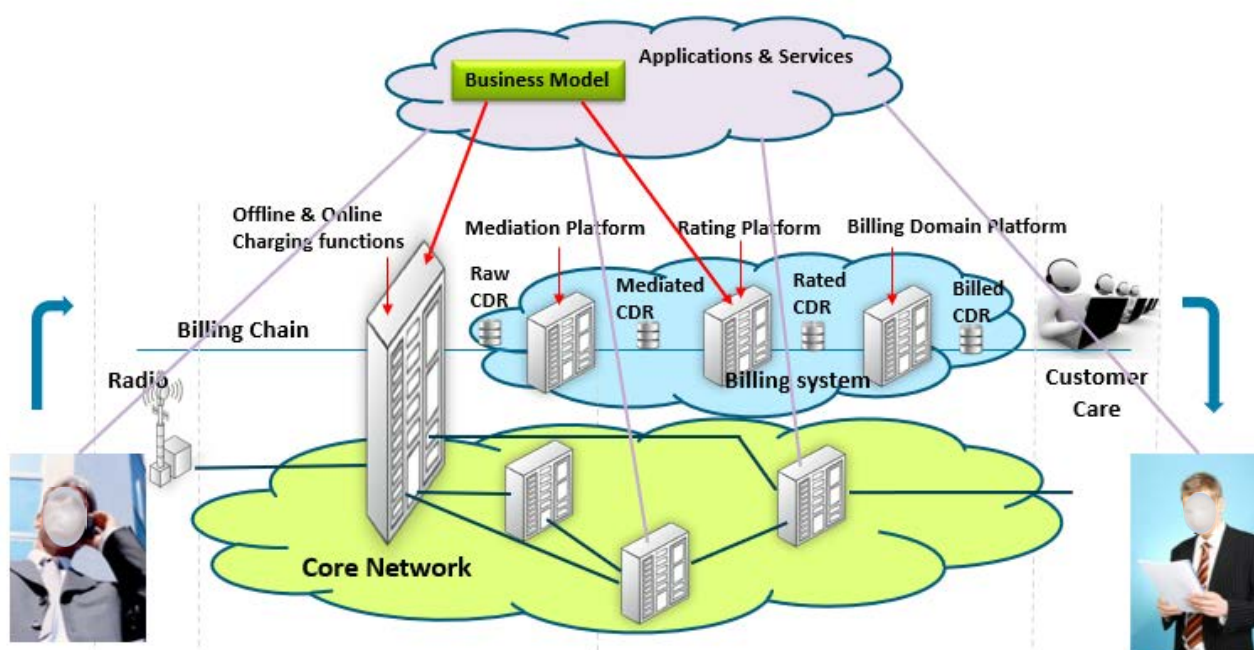 Applications & Services
Business Model
Offline & Online
Charging functions
Mediation Platform
Rating Platform
Billing Domain Platform
Raw
CDR
Mediated
CDR
Rated
CDR
Billed
CDR
Billing Chain
Radio
Billing system
Customer
Care
Core Network